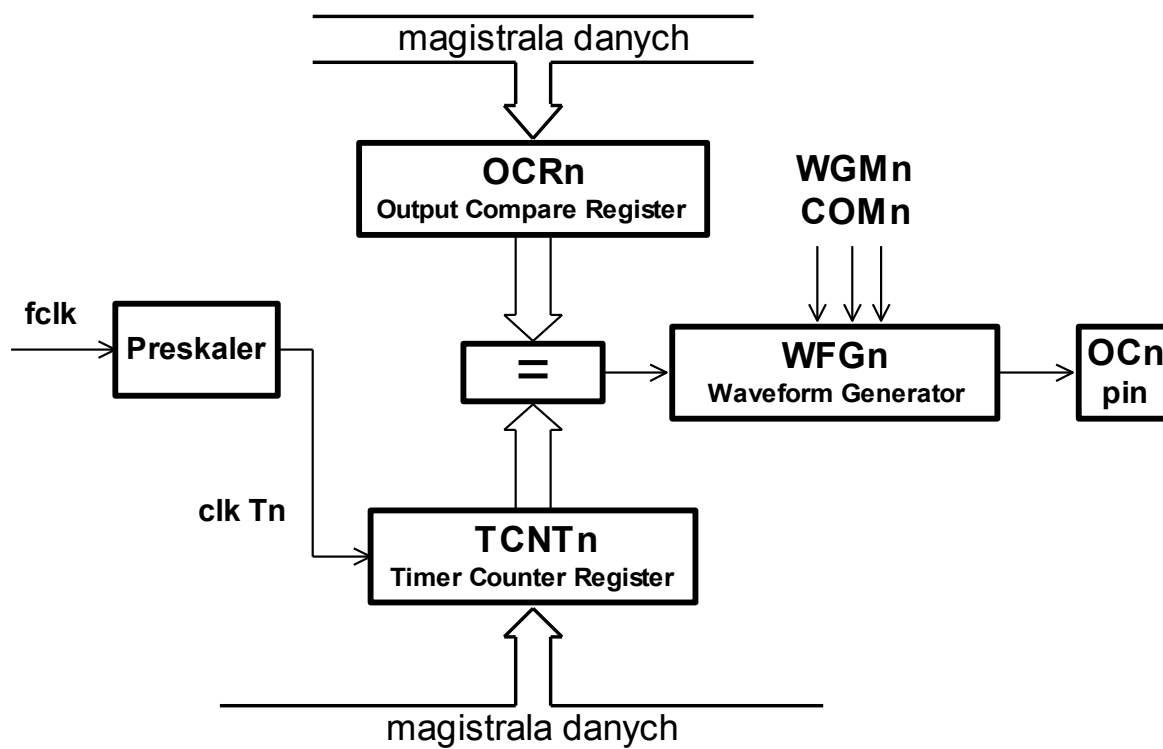 magistrala danych
OCRn
Output Compare Register
WGMn
COMn
fclk
Preskaler
=
WFGn
Waveform Generator
OCn
pin
clk Tn
TCNTn
Timer Counter Register
magistrala danych